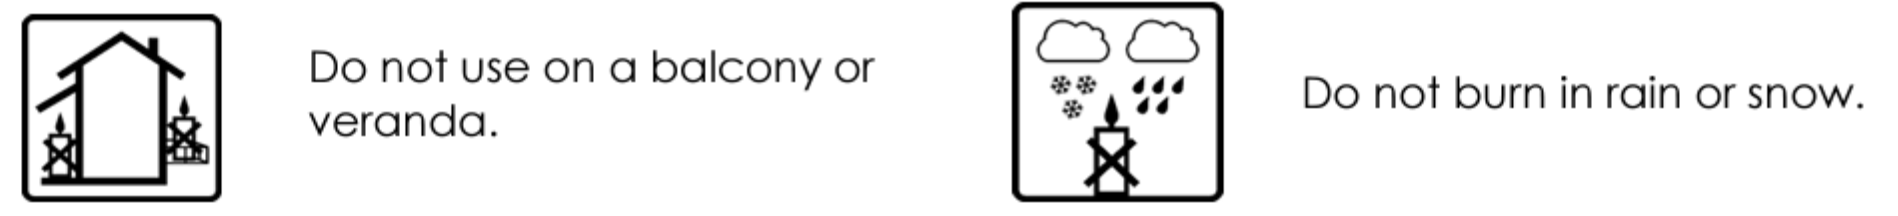 Do not use on a balcony or
veranda.
Do not burn in rain or snow.